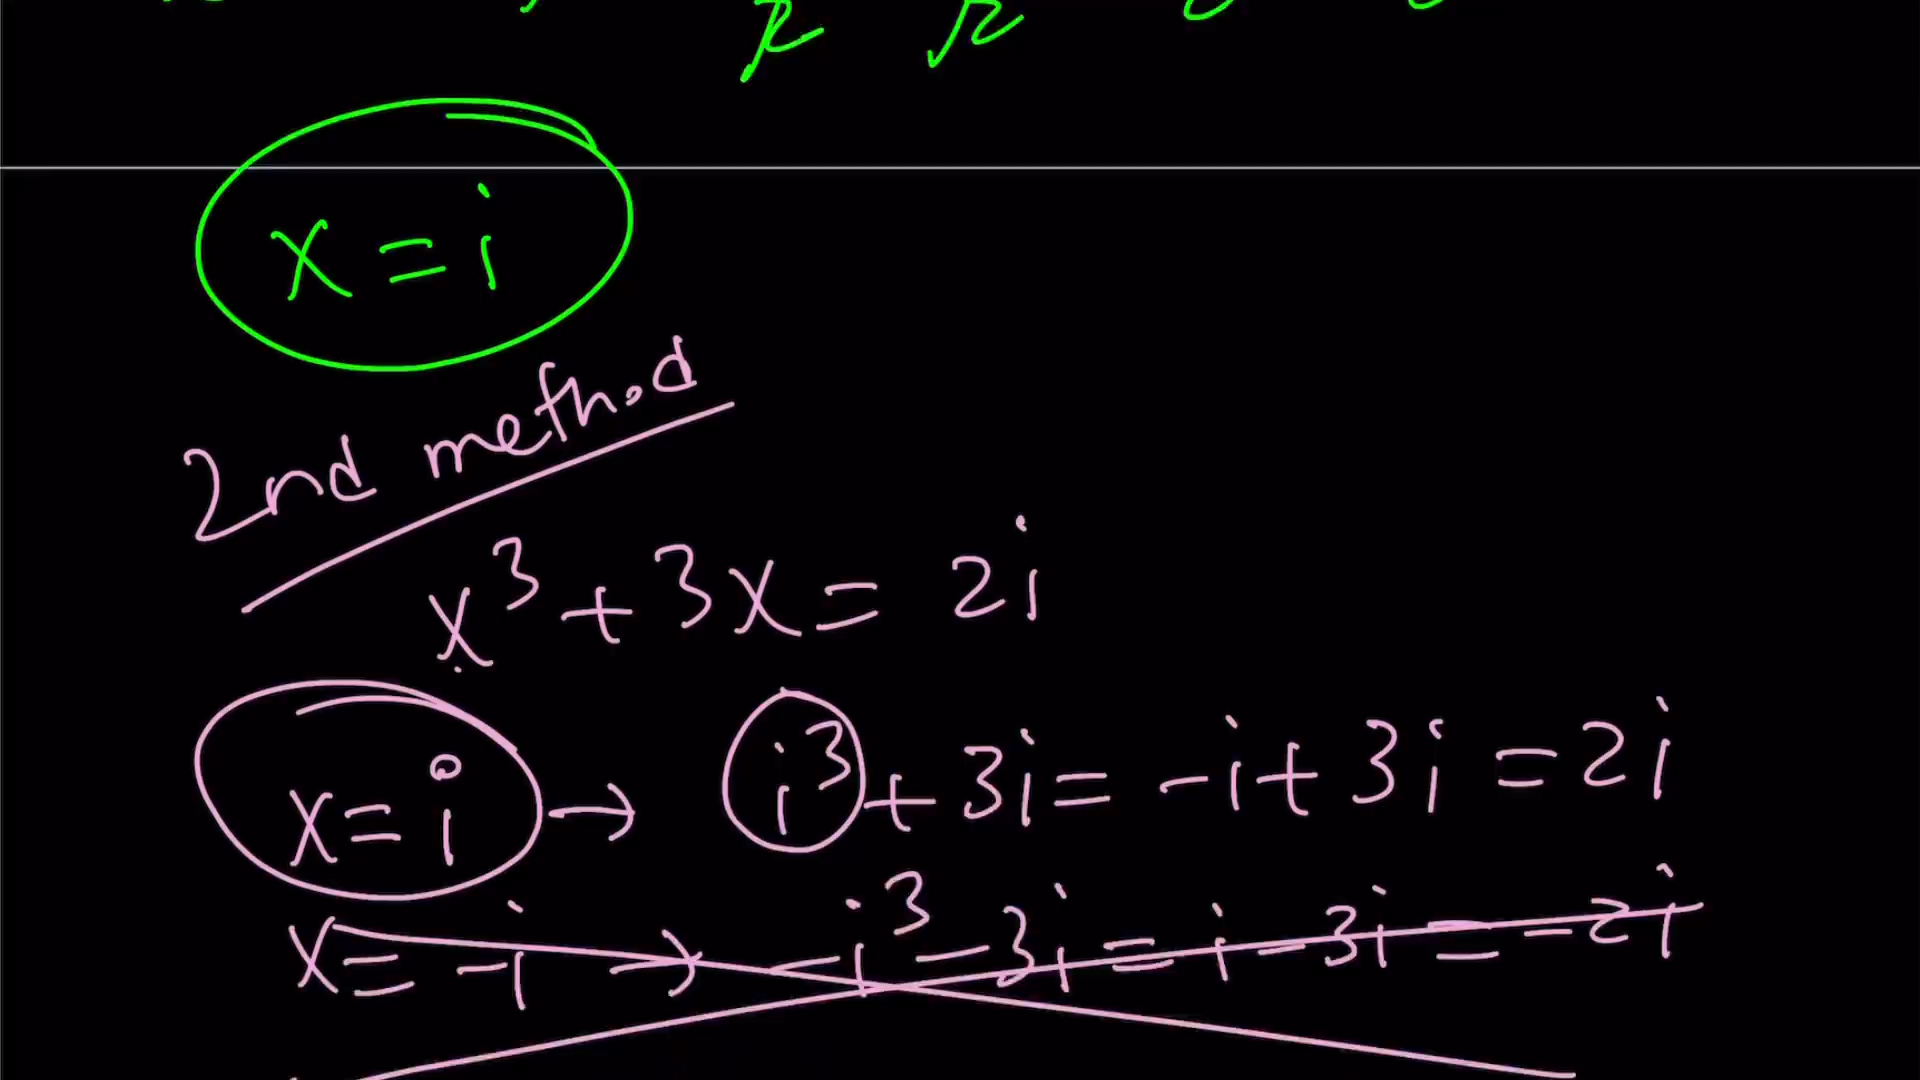 x = i
2nd method
x³ + 3x = 2i
x = i → i³ + 3i = -i + 3i = 2i
x = -i → -i³ - 3i = i - 3i = -2i